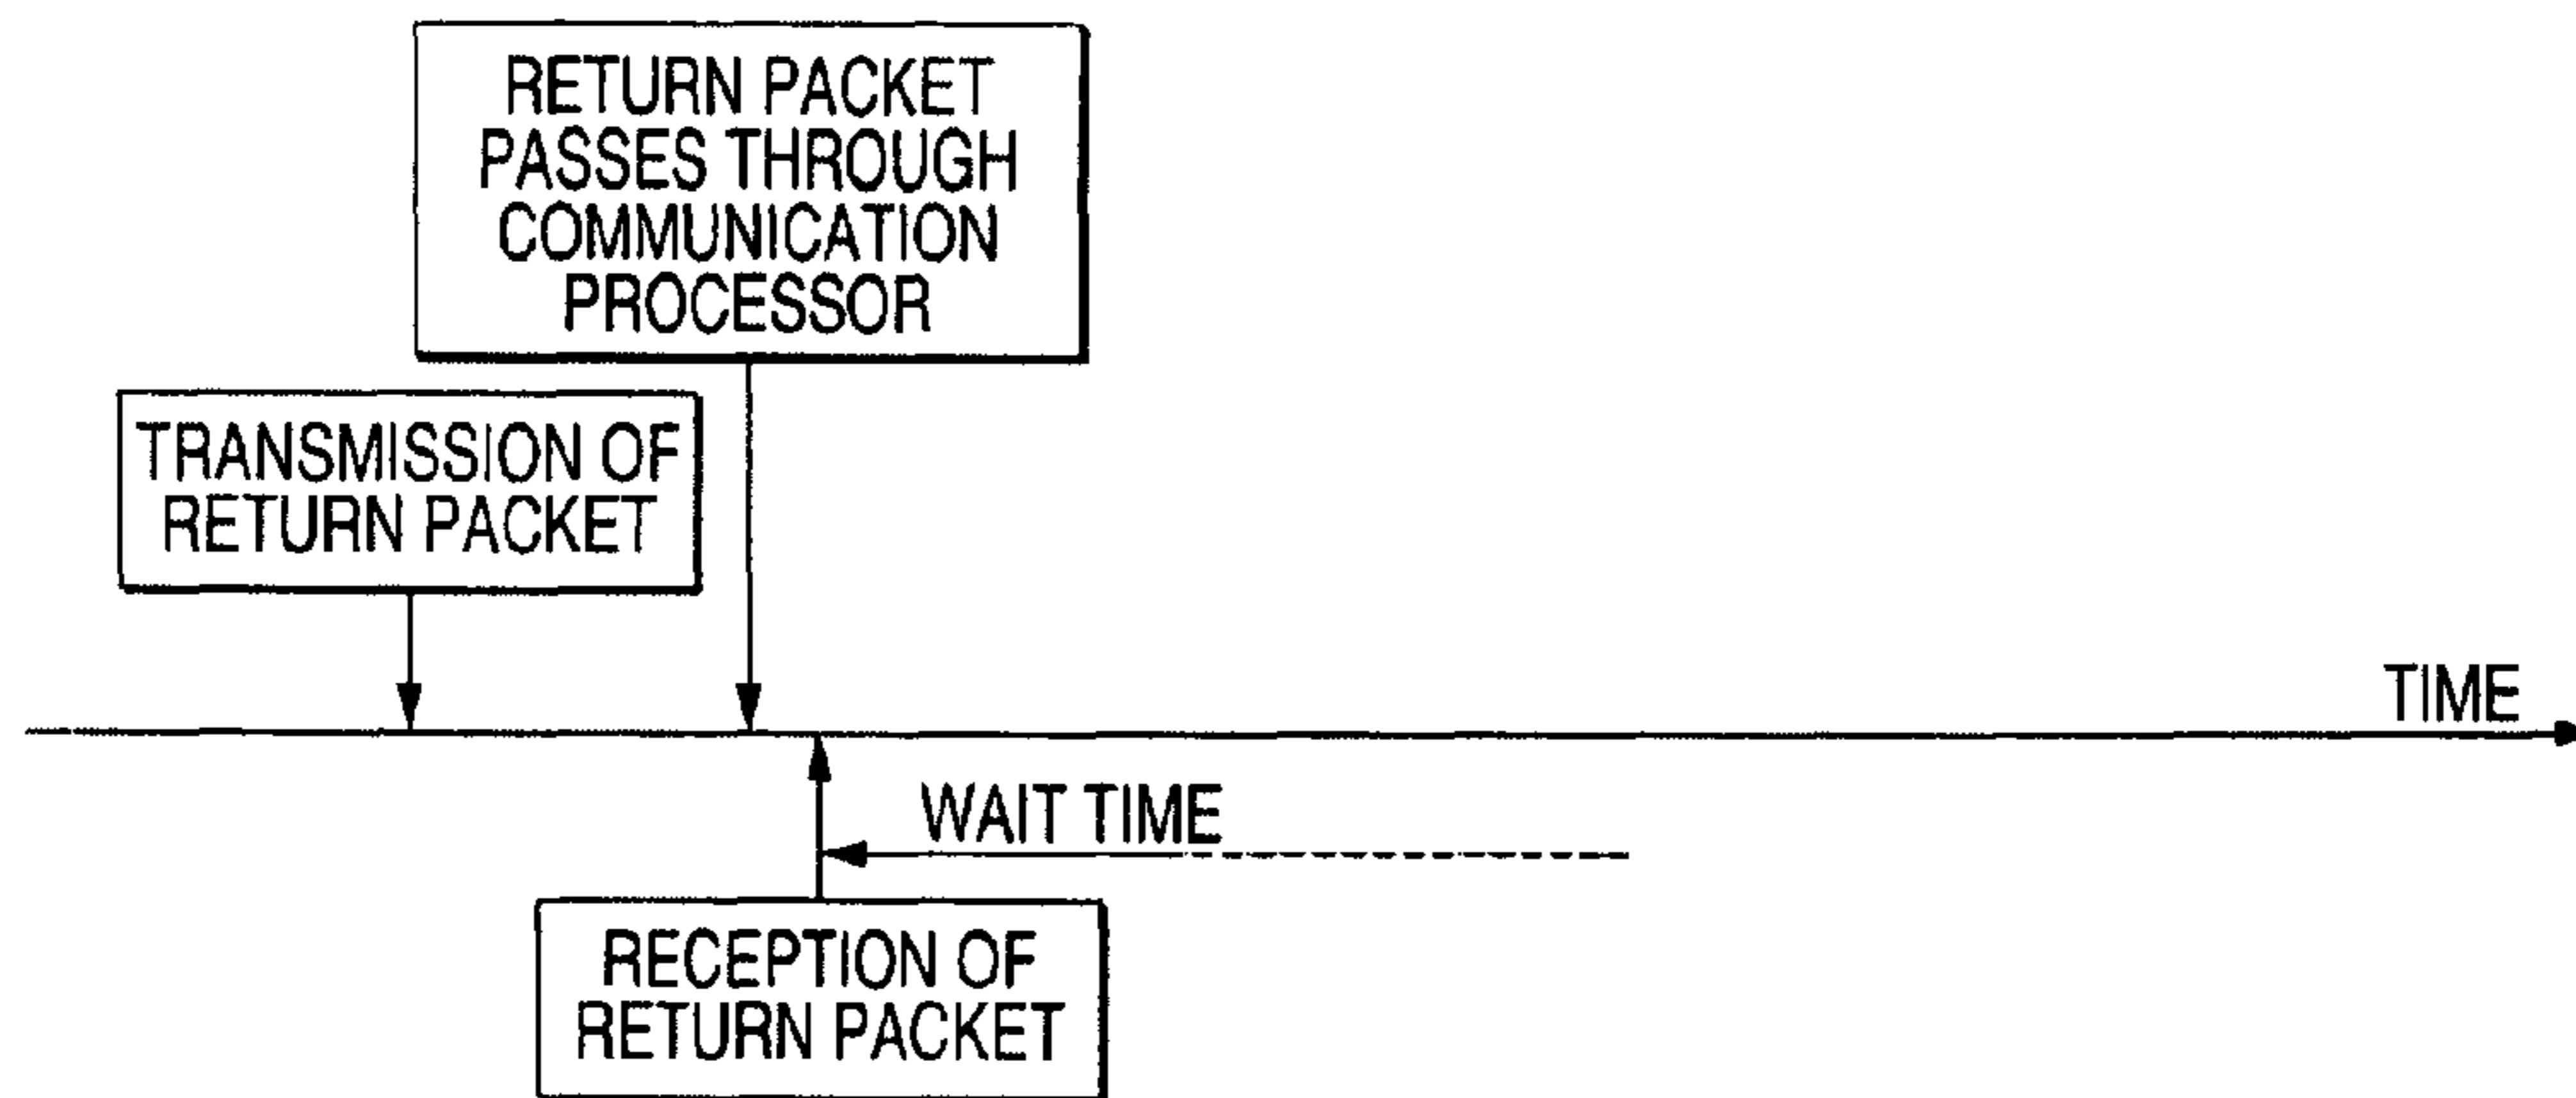 RETURN PACKET
PASSES THROUGH
COMMUNICATION
PROCESSOR
TRANSMISSION OF
RETURN PACKET
TIME
WAIT TIME
RECEPTION OF
RETURN PACKET